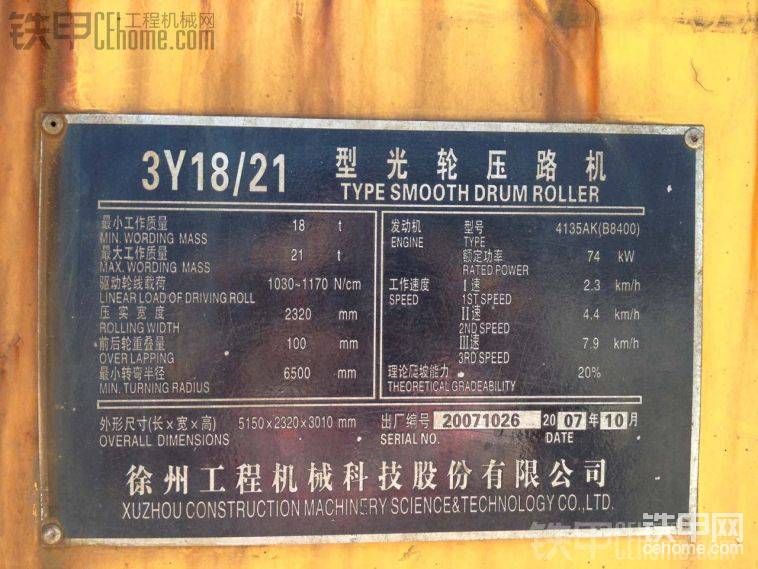 铁甲工程机械网
CEhome.com
3Y18/21 型光轮压路机
TYPE SMOOTH DRUM ROLLER
最小工作质量 18 t
MIN. WORDING MASS
最大工作质量 21 t
MAX. WORDING MASS
驱动轮线载荷 1030~1170 N/cm
LINEAR LOAD OF DRIVING ROLL
压实宽度 2320 mm
ROLLING WIDTH
前后轮重叠量 100 mm
OVER LAPPING
最小转弯半径 6500 mm
MIN. TURNING RADIUS
发动机 型号 4135AK(B8400)
ENGINE TYPE
额定功率 74 kW
RATED POWER
工作速度 I速 2.3 km/h
SPEED 1ST SPEED
II速 4.4 km/h
2ND SPEED
III速 7.9 km/h
3RD SPEED
理论爬坡能力 20%
THEORETICAL GRADEABILITY
外形尺寸(长×宽×高) 5150×2320×3010 mm
OVERALL DIMENSIONS
出厂编号 20071026 2007年10月
SERIAL NO. DATE
徐州工程机械科技股份有限公司
XUZHOU CONSTRUCTION MACHINERY SCIENCE&TECHNOLOGY CO.,LTD.
铁甲网
cehome.com